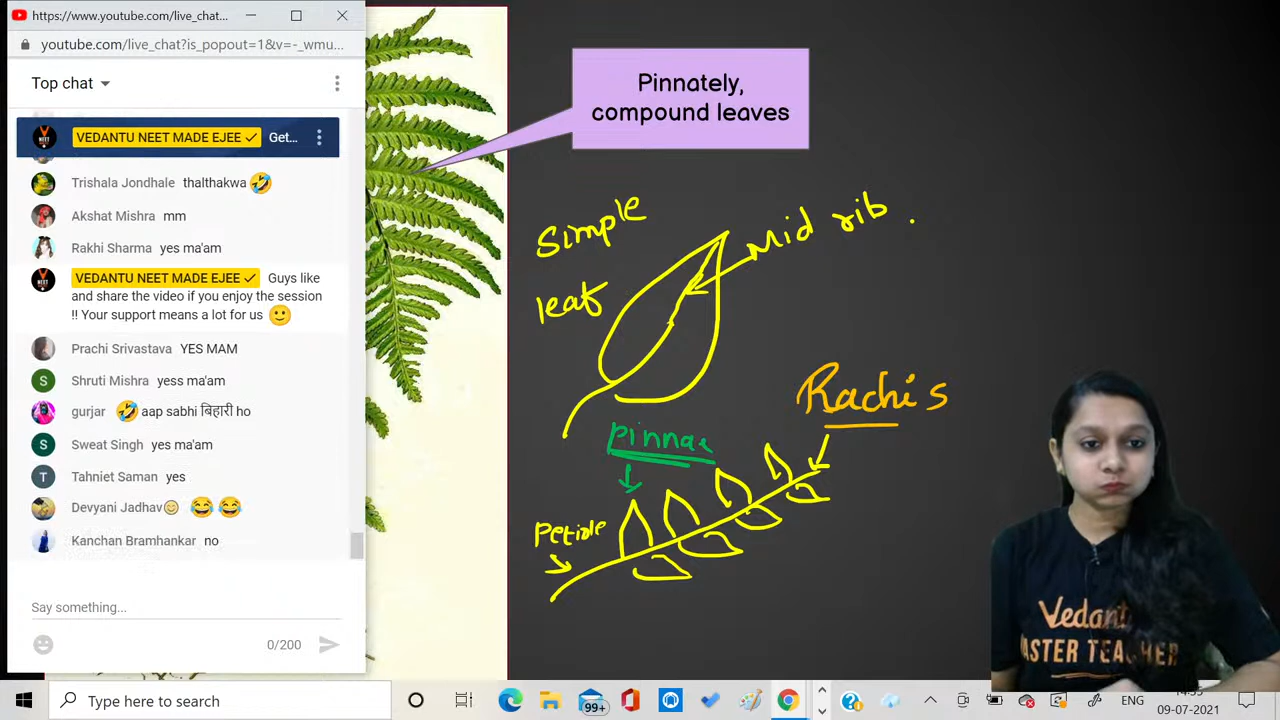 https://www.youtube.com/live_chat?...
youtube.com/live_chat?is_popout=1&v=-_wmu...
Top chat
VEDANTU NEET MADE EJEE Get...
Trishala Jondhale thalthakwa 🤣
Akshat Mishra mm
Rakhi Sharma yes ma'am
VEDANTU NEET MADE EJEE Guys like
and share the video if you enjoy the session
!! Your support means a lot for us 🙂
Prachi Srivastava YES MAM
S Shruti Mishra yess ma'am
gurjar 🤣 aap sabhi बिहारी ho
S Sweat Singh yes ma'am
T Tahniet Saman yes
Devyani Jadhav😊 😂 😂
Kanchan Bramhankar no
Say something...
0/200
Pinnately,
compound leaves
Simple
leaf
Mid rib.
Rachis
Pinnae
Petiole
Vedant
MASTER TEACHER
Type here to search
99+
ENG
09-07-2021